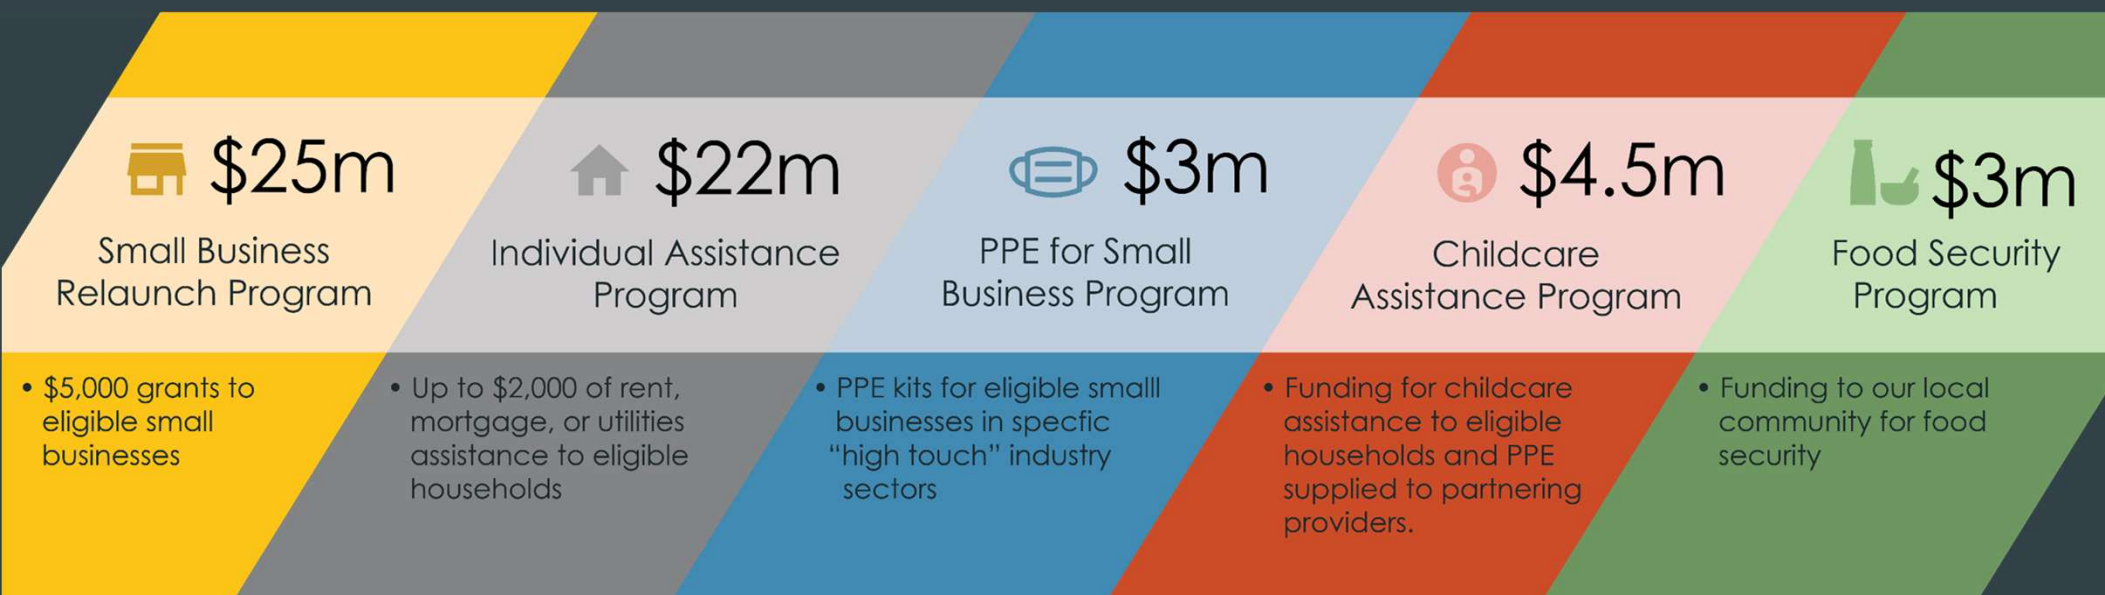 $25m
Small Business
Relaunch Program
• $5,000 grants to
eligible small
businesses
$22m
Individual Assistance
Program
• Up to $2,000 of rent,
mortgage, or utilities
assistance to eligible
households
$3m
PPE for Small
Business Program
• PPE kits for eligible smalll
businesses in specfic
“high touch” industry
sectors
$4.5m
Childcare
Assistance Program
• Funding for childcare
assistance to eligible
households and PPE
supplied to partnering
providers.
$3m
Food Security
Program
• Funding to our local
community for food
security